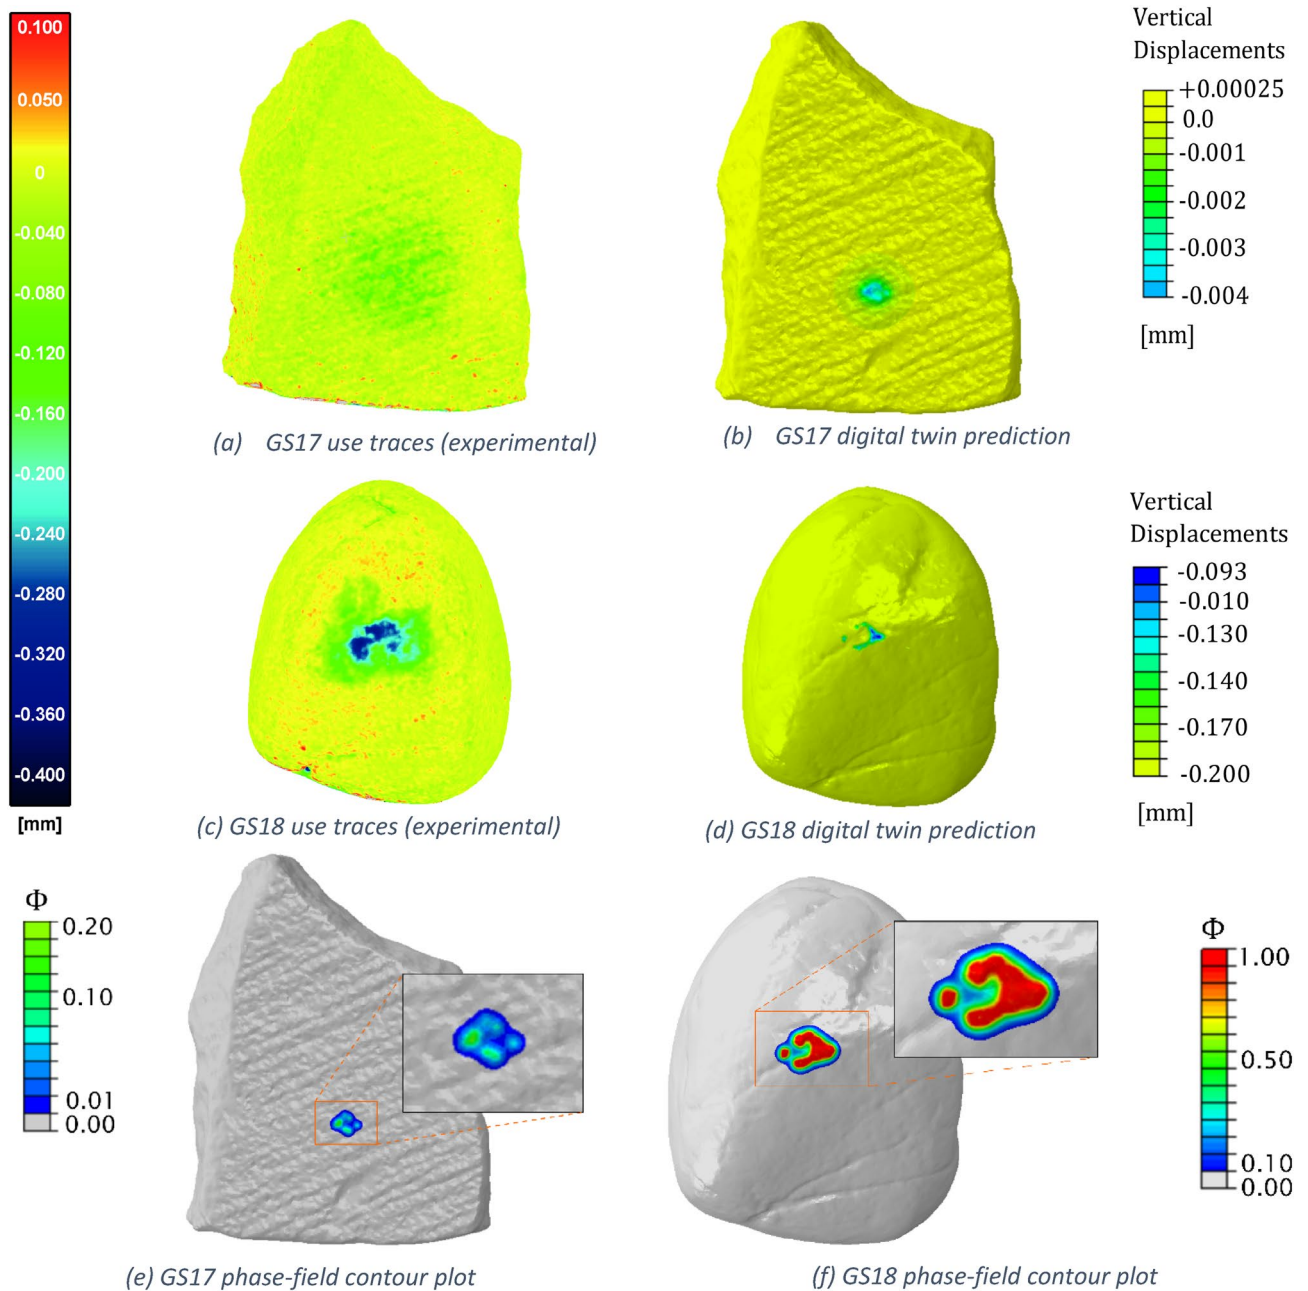 0.100
0.050
0
-0.040
-0.080
-0.120
-0.160
-0.200
-0.240
-0.280
-0.320
-0.360
-0.400
[mm]
Vertical
Displacements
+0.00025
0.0
-0.001
-0.002
-0.003
-0.004
[mm]
(a) GS17 use traces (experimental)
(b) GS17 digital twin prediction
Vertical
Displacements
-0.093
-0.010
-0.130
-0.140
-0.170
-0.200
[mm]
(c) GS18 use traces (experimental)
(d) GS18 digital twin prediction
Φ
0.20
0.10
0.01
0.00
Φ
1.00
0.50
0.10
0.00
(e) GS17 phase-field contour plot
(f) GS18 phase-field contour plot